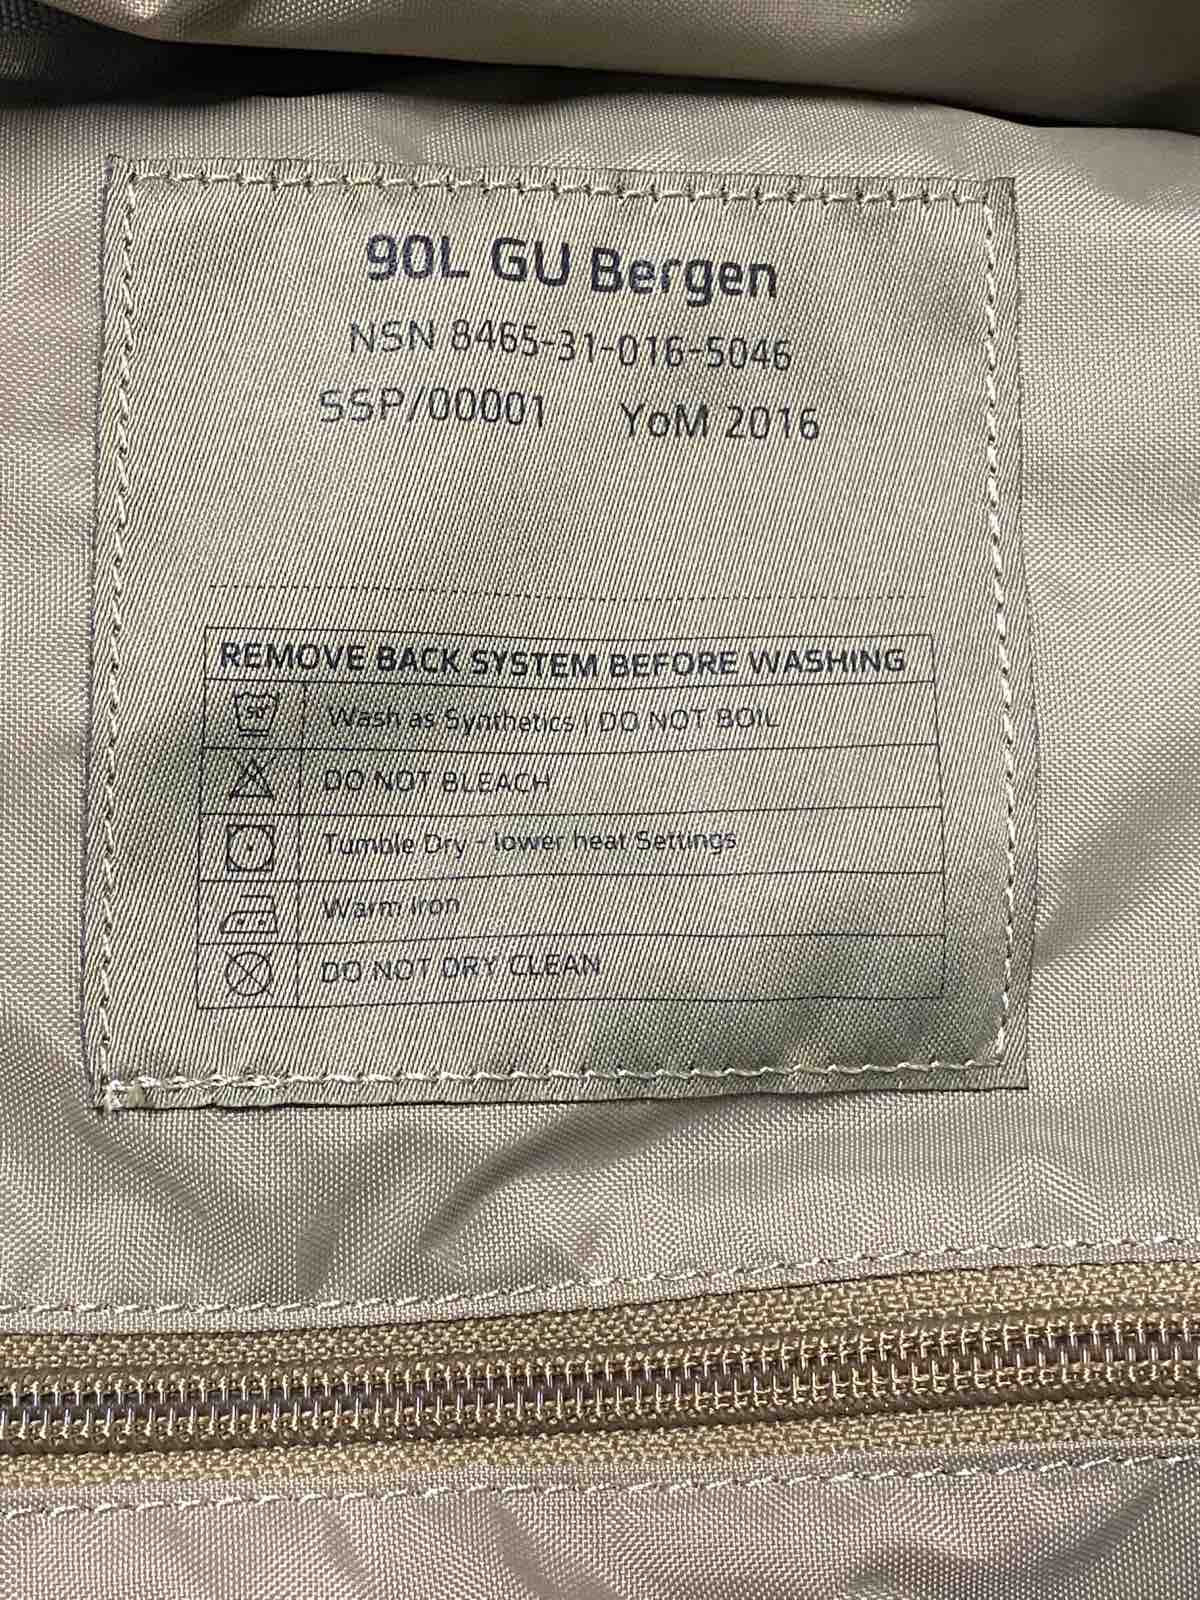 90L GU Bergen
NSN 8465-31-016-5046
SSP/00001 YoM 2016
REMOVE BACK SYSTEM BEFORE WASHING
Wash as Synthetics | DO NOT BOIL
DO NOT BLEACH
Tumble Dry - lower heat Settings
Warm Iron
DO NOT DRY CLEAN